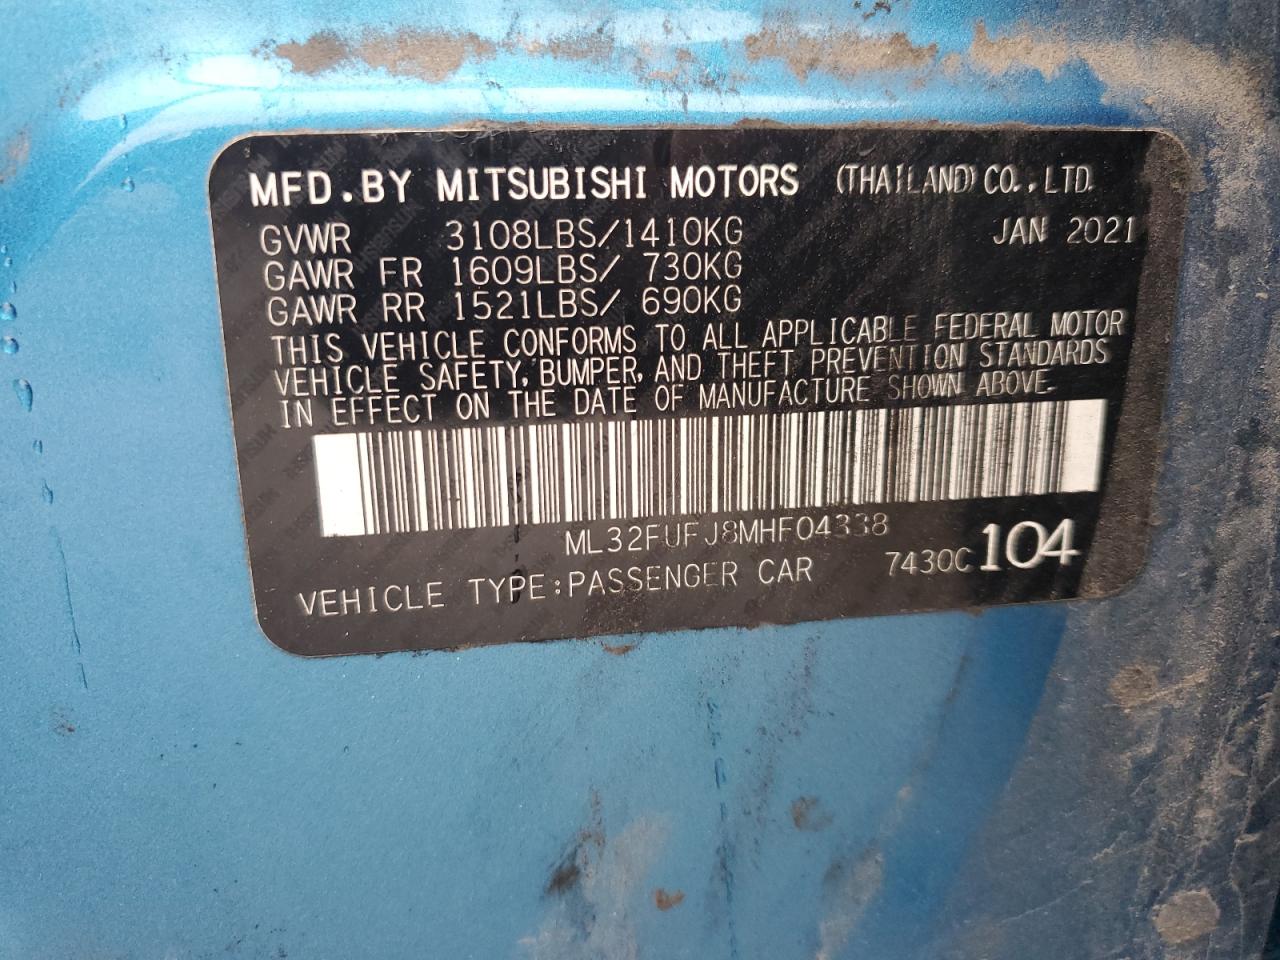 MFD.BY MITSUBISHI MOTORS (THAILAND) CO.,LTD.
GVWR 3108LBS/1410KG JAN 2021
GAWR FR 1609LBS/ 730KG
GAWR RR 1521LBS/ 690KG
THIS VEHICLE CONFORMS TO ALL APPLICABLE FEDERAL MOTOR
VEHICLE SAFETY, BUMPER, AND THEFT PREVENTION STANDARDS
IN EFFECT ON THE DATE OF MANUFACTURE SHOWN ABOVE.
ML32FUFJ8MHF04338
7430C 104
VEHICLE TYPE:PASSENGER CAR